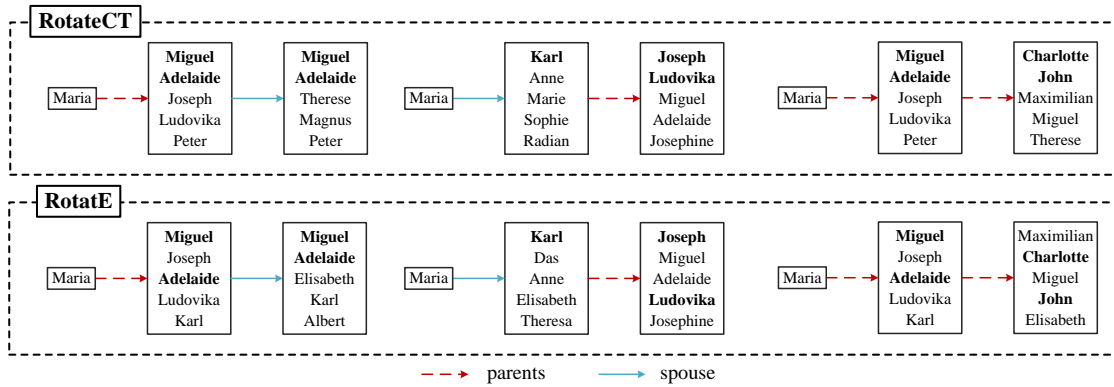 RotateCT
Maria
Miguel
Adelaide
Joseph
Ludovika
Peter
Miguel
Adelaide
Therese
Magnus
Peter
Maria
Karl
Anne
Marie
Sophie
Radian
Joseph
Ludovika
Miguel
Adelaide
Josephine
Maria
Miguel
Adelaide
Joseph
Ludovika
Peter
Charlotte
John
Maximilian
Miguel
Therese
RotatE
Maria
Miguel
Joseph
Adelaide
Ludovika
Karl
Miguel
Adelaide
Elisabeth
Karl
Albert
Maria
Karl
Das
Anne
Elisabeth
Theresa
Joseph
Miguel
Adelaide
Ludovika
Josephine
Maria
Miguel
Joseph
Adelaide
Ludovika
Karl
Maximilian
Charlotte
Miguel
John
Elisabeth
parents
spouse